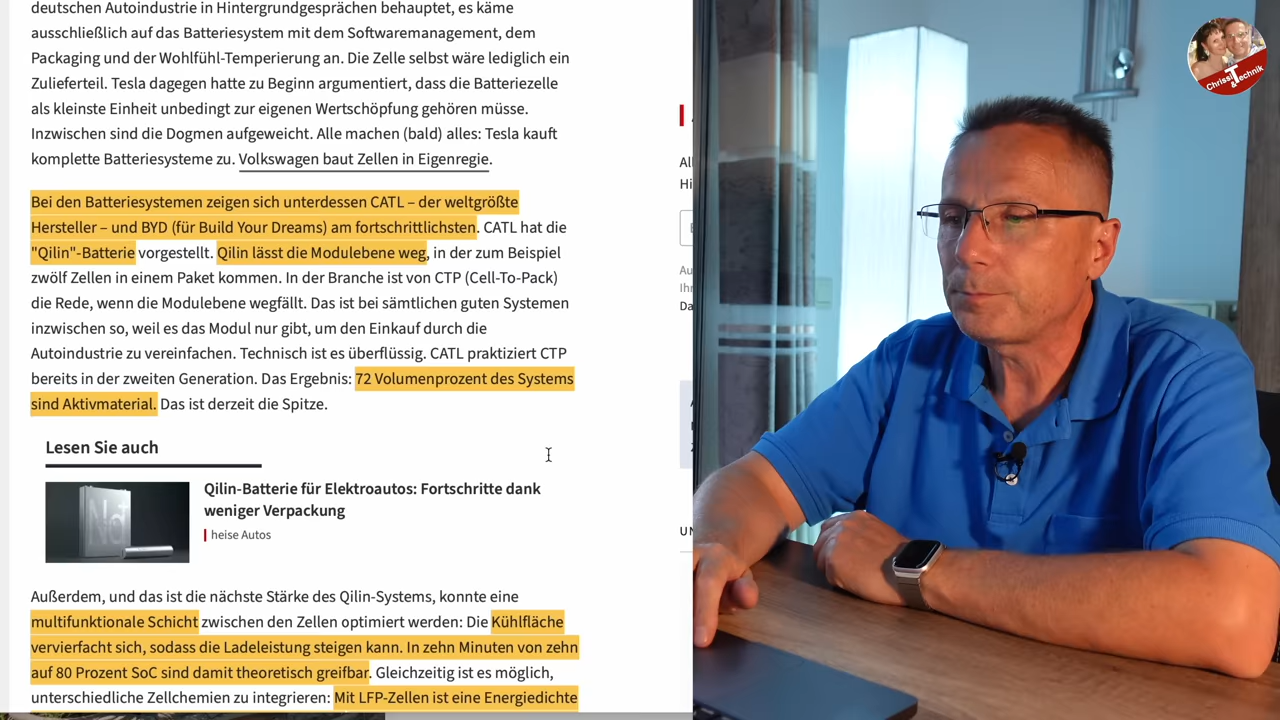 deutschen Autoindustrie in Hintergrundgesprächen behauptet, es käme
ausschließlich auf das Batteriesystem mit dem Softwaremanagement, dem
Packaging und der Wohlfühl-Temperierung an. Die Zelle selbst wäre lediglich ein
Zulieferteil. Tesla dagegen hatte zu Beginn argumentiert, dass die Batteriezelle
als kleinste Einheit unbedingt zur eigenen Wertschöpfung gehören müsse.
Inzwischen sind die Dogmen aufgeweicht. Alle machen (bald) alles: Tesla kauft
komplette Batteriesysteme zu. Volkswagen baut Zellen in Eigenregie.
Bei den Batteriesystemen zeigen sich unterdessen CATL – der weltgrößte
Hersteller – und BYD (für Build Your Dreams) am fortschrittlichsten. CATL hat die
"Qilin"-Batterie vorgestellt. Qilin lässt die Modulebene weg, in der zum Beispiel
zwölf Zellen in einem Paket kommen. In der Branche ist von CTP (Cell-To-Pack)
die Rede, wenn die Modulebene wegfällt. Das ist bei sämtlichen guten Systemen
inzwischen so, weil es das Modul nur gibt, um den Einkauf durch die
Autoindustrie zu vereinfachen. Technisch ist es überflüssig. CATL praktiziert CTP
bereits in der zweiten Generation. Das Ergebnis: 72 Volumenprozent des Systems
sind Aktivmaterial. Das ist derzeit die Spitze.
Lesen Sie auch
Na
Qilin-Batterie für Elektroautos: Fortschritte dank
weniger Verpackung
heise Autos
Außerdem, und das ist die nächste Stärke des Qilin-Systems, konnte eine
multifunktionale Schicht zwischen den Zellen optimiert werden: Die Kühlfläche
vervierfacht sich, sodass die Ladeleistung steigen kann. In zehn Minuten von zehn
auf 80 Prozent SoC sind damit theoretisch greifbar. Gleichzeitig ist es möglich,
unterschiedliche Zellchemien zu integrieren: Mit LFP-Zellen ist eine Energiedichte
Chrissi
T
&Technik